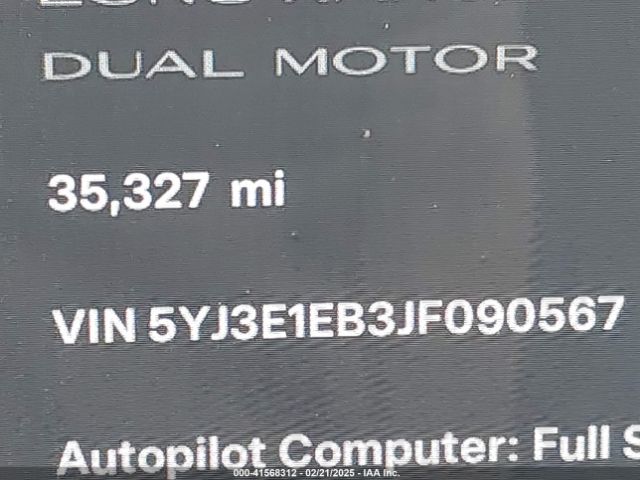 DUAL MOTOR
35,327 mi
VIN 5YJ3E1EB3JF090567
Autopilot Computer: Full S
000-41568312 - 02/21/2025 - IAA Inc.